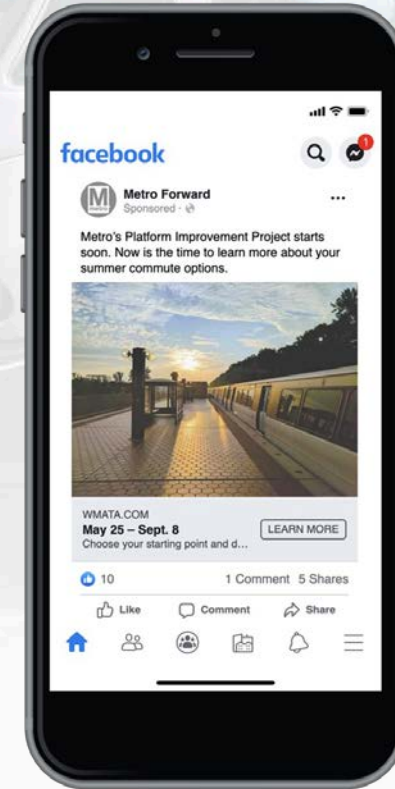 facebook
1
M
metro
Metro Forward
Sponsored ·
Metro’s Platform Improvement Project starts
soon. Now is the time to learn more about your
summer commute options.
WMATA.COM
May 25 – Sept. 8
Choose your starting point and d...
LEARN MORE
10
1 Comment 5 Shares
Like Comment Share